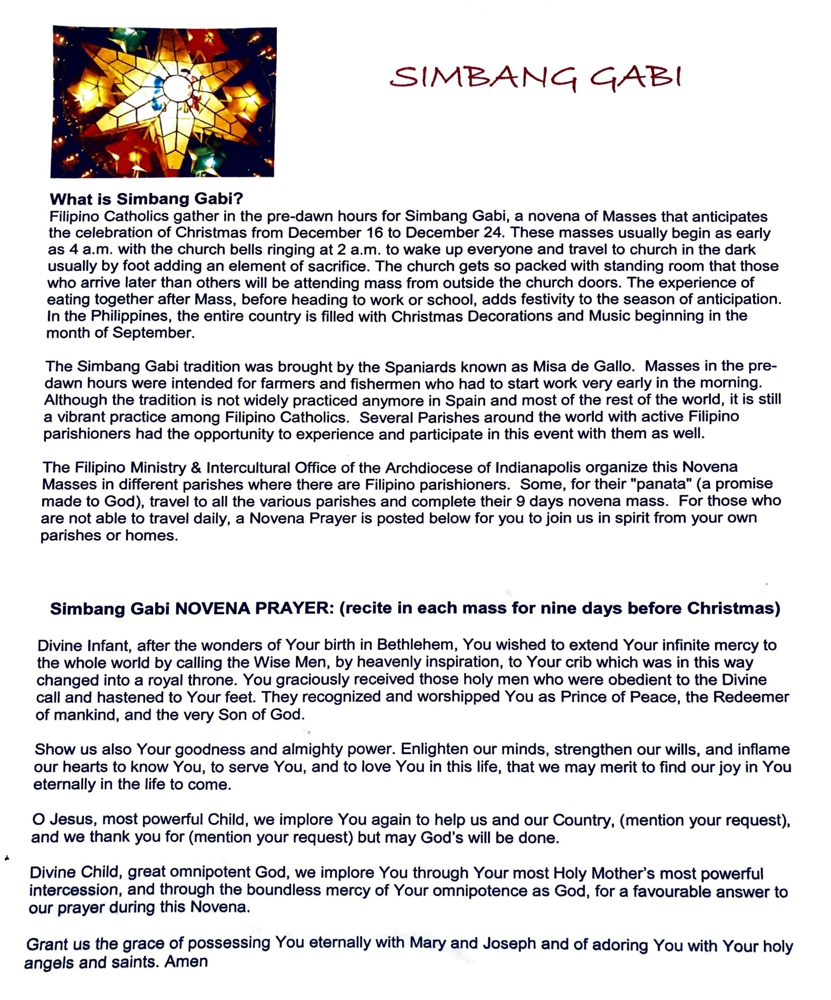 SIMBANG GABI
What is Simbang Gabi?
Filipino Catholics gather in the pre-dawn hours for Simbang Gabi, a novena of Masses that anticipates
the celebration of Christmas from December 16 to December 24. These masses usually begin as early
as 4 a.m. with the church bells ringing at 2 a.m. to wake up everyone and travel to church in the dark
usually by foot adding an element of sacrifice. The church gets so packed with standing room that those
who arrive later than others will be attending mass from outside the church doors. The experience of
eating together after Mass, before heading to work or school, adds festivity to the season of anticipation.
In the Philippines, the entire country is filled with Christmas Decorations and Music beginning in the
month of September.
The Simbang Gabi tradition was brought by the Spaniards known as Misa de Gallo.  Masses in the pre-
dawn hours were intended for farmers and fishermen who had to start work very early in the morning.
Although the tradition is not widely practiced anymore in Spain and most of the rest of the world, it is still
a vibrant practice among Filipino Catholics.  Several Parishes around the world with active Filipino
parishioners had the opportunity to experience and participate in this event with them as well.
The Filipino Ministry & Intercultural Office of the Archdiocese of Indianapolis organize this Novena
Masses in different parishes where there are Filipino parishioners.  Some, for their "panata" (a promise
made to God), travel to all the various parishes and complete their 9 days novena mass.  For those who
are not able to travel daily, a Novena Prayer is posted below for you to join us in spirit from your own
parishes or homes.
Simbang Gabi NOVENA PRAYER: (recite in each mass for nine days before Christmas)
Divine Infant, after the wonders of Your birth in Bethlehem, You wished to extend Your infinite mercy to
the whole world by calling the Wise Men, by heavenly inspiration, to Your crib which was in this way
changed into a royal throne. You graciously received those holy men who were obedient to the Divine
call and hastened to Your feet. They recognized and worshipped You as Prince of Peace, the Redeemer
of mankind, and the very Son of God.
Show us also Your goodness and almighty power. Enlighten our minds, strengthen our wills, and inflame
our hearts to know You, to serve You, and to love You in this life, that we may merit to find our joy in You
eternally in the life to come.
O Jesus, most powerful Child, we implore You again to help us and our Country, (mention your request),
and we thank you for (mention your request) but may God's will be done.
Divine Child, great omnipotent God, we implore You through Your most Holy Mother's most powerful
intercession, and through the boundless mercy of Your omnipotence as God, for a favourable answer to
our prayer during this Novena.
Grant us the grace of possessing You eternally with Mary and Joseph and of adoring You with Your holy
angels and saints. Amen